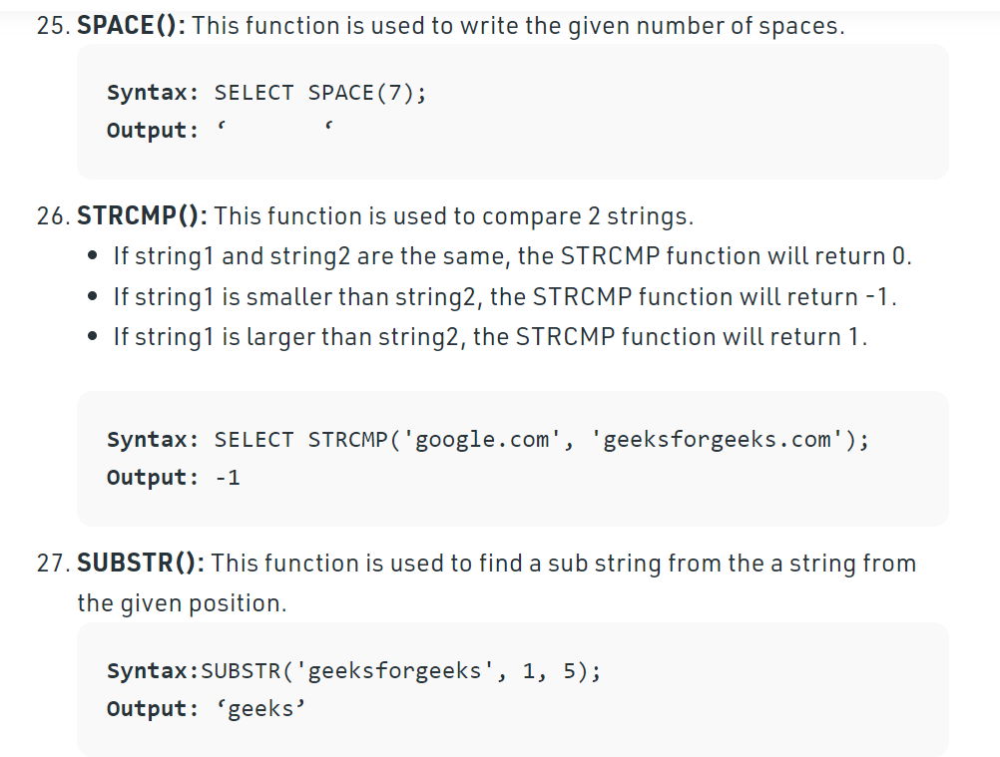 25. SPACE(): This function is used to write the given number of spaces.
Syntax: SELECT SPACE(7);
Output: ‘       ‘
26. STRCMP(): This function is used to compare 2 strings.
• If string1 and string2 are the same, the STRCMP function will return 0.
• If string1 is smaller than string2, the STRCMP function will return -1.
• If string1 is larger than string2, the STRCMP function will return 1.
Syntax: SELECT STRCMP('google.com', 'geeksforgeeks.com');
Output: -1
27. SUBSTR(): This function is used to find a sub string from the a string from
the given position.
Syntax:SUBSTR('geeksforgeeks', 1, 5);
Output: ‘geeks’